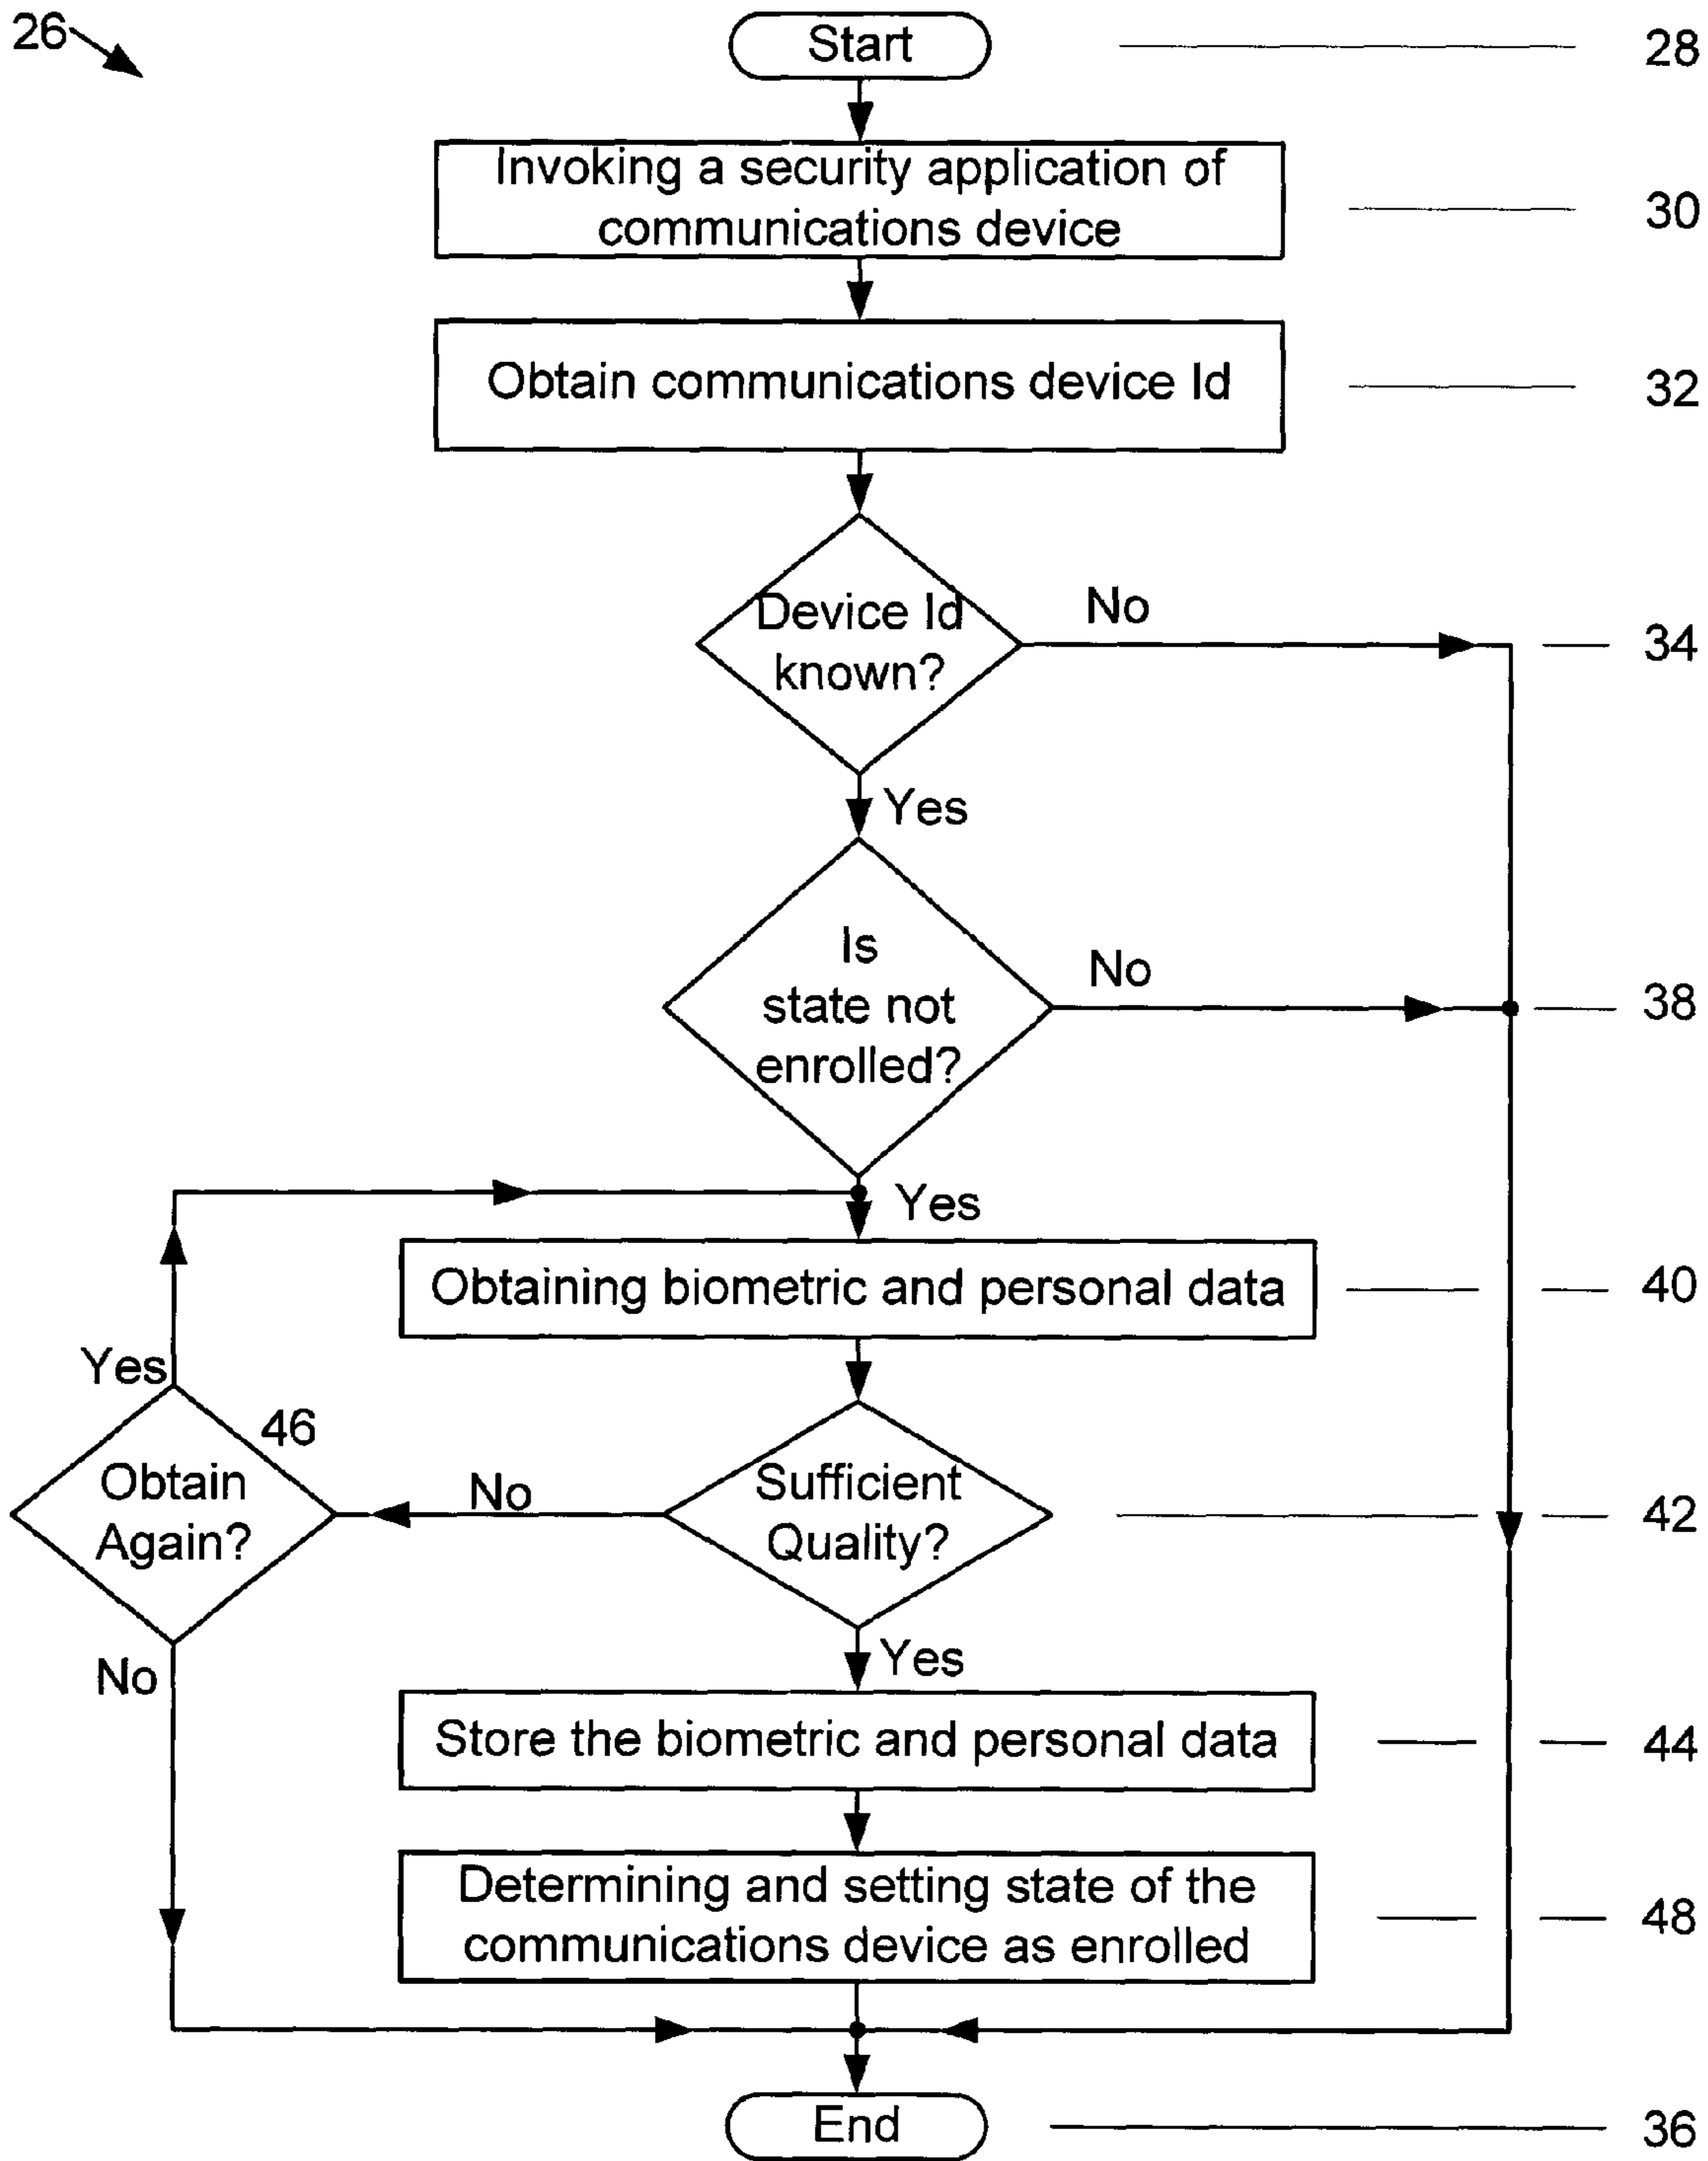 26
Start
28
Invoking a security application of
communications device
30
Obtain communications device Id
32
Device Id
known?
No
34
Yes
Is
state not
enrolled?
No
38
Yes
Obtaining biometric and personal data
40
Yes
46
Obtain
Again?
No
Sufficient
Quality?
42
No
Yes
Store the biometric and personal data
44
Determining and setting state of the
communications device as enrolled
48
End
36